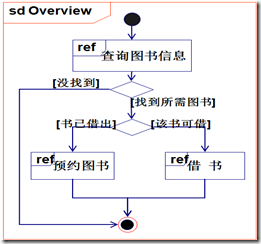 sd Overview
ref
查询图书信息
[没找到]
[找到所需图书]
[书已借出]
[该书可借]
ref
预约图书
ref
借 书